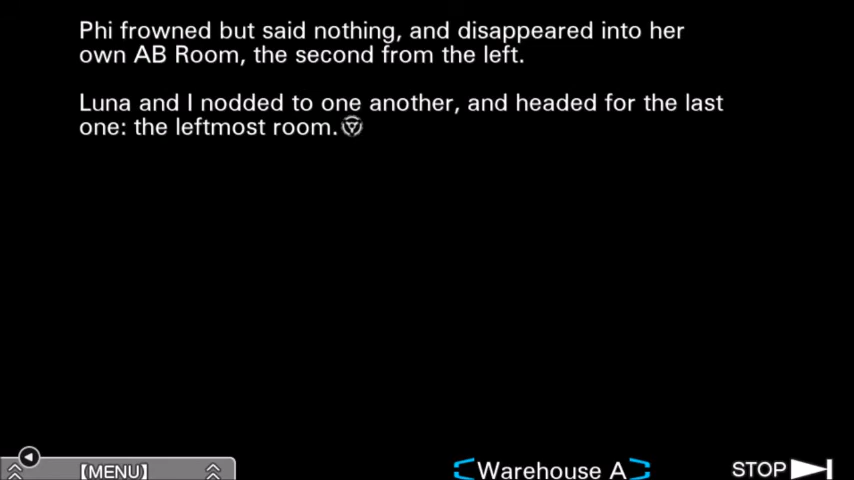 Phi frowned but said nothing, and disappeared into her
own AB Room, the second from the left.
Luna and I nodded to one another, and headed for the last
one: the leftmost room.
【MENU】
Warehouse A
STOP